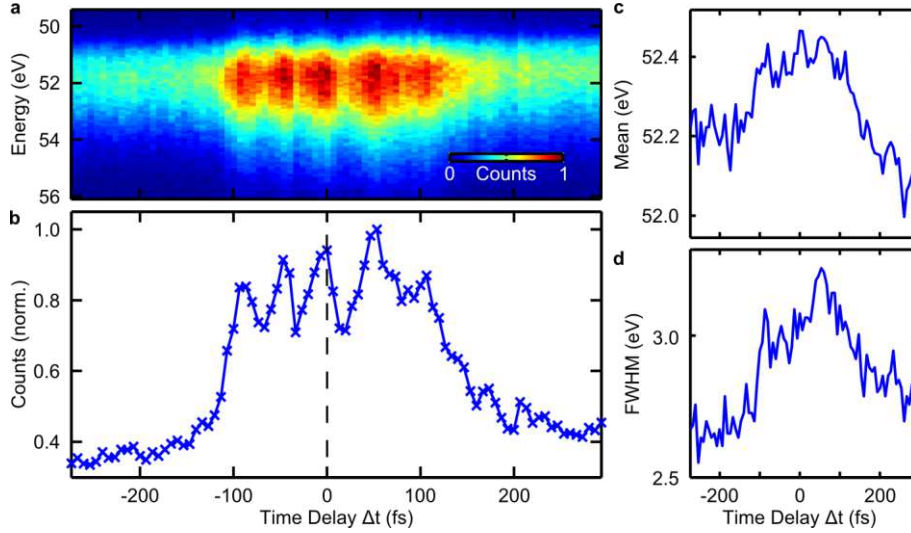 a
50
52
54
56
Energy (eV)
0 Counts 1
b
1.0
0.8
0.6
0.4
Counts (norm.)
-200 -100 0 100 200
Time Delay Δt (fs)
c
52.4
52.2
52.0
Mean (eV)
d
3.0
2.5
FWHM (eV)
-200 0 200
Time Delay Δt (fs)